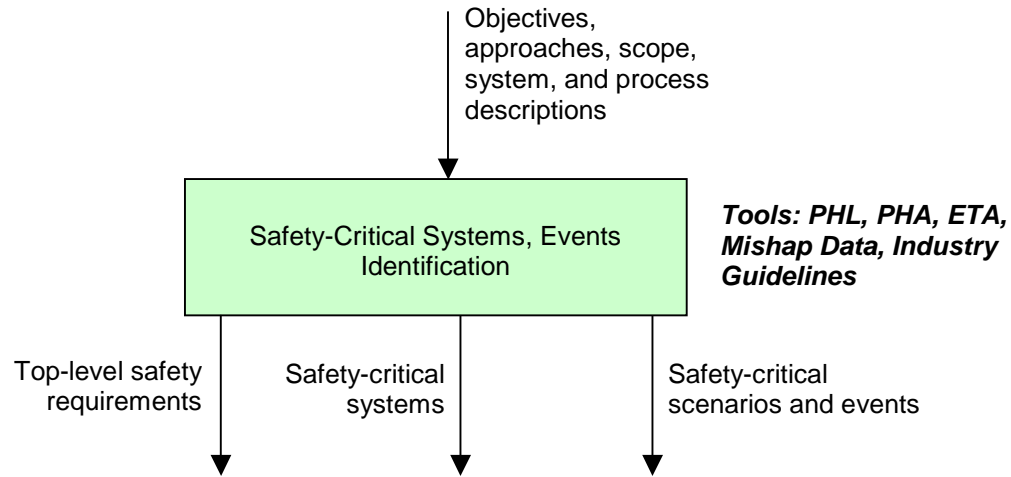 Objectives,
approaches, scope,
system, and process
descriptions
Safety-Critical Systems, Events
Identification
Tools: PHL, PHA, ETA,
Mishap Data, Industry
Guidelines
Top-level safety
requirements
Safety-critical
systems
Safety-critical
scenarios and events